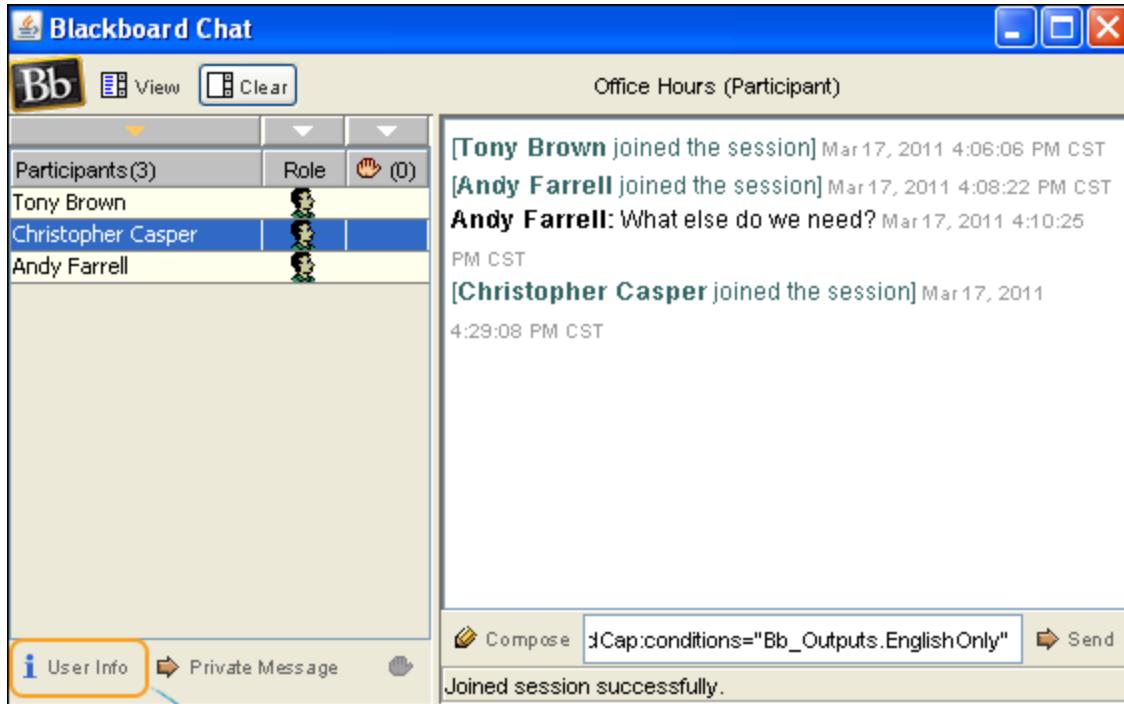 Blackboard Chat
Bb View Clear Office Hours (Participant)
Participants(3) Role (0)
Tony Brown
Christopher Casper
Andy Farrell
[Tony Brown joined the session] Mar 17, 2011 4:06:06 PM CST
[Andy Farrell joined the session] Mar 17, 2011 4:08:22 PM CST
Andy Farrell: What else do we need? Mar 17, 2011 4:10:25
PM CST
[Christopher Casper joined the session] Mar 17, 2011
4:29:08 PM CST
Compose dCap:conditions="Bb_Outputs.EnglishOnly" Send
i User Info Private Message
Joined session successfully.